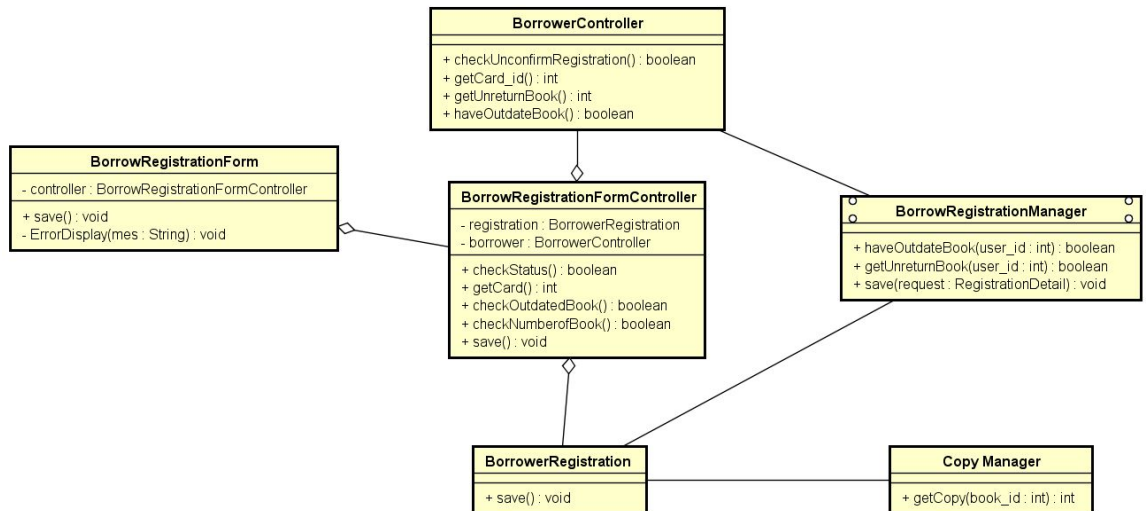 BorrowerController
+ checkUnconfirmRegistration() : boolean
+ getCard_id() : int
+ getUnreturnBook() : int
+ haveOutdateBook() : boolean
BorrowRegistrationForm
- controller : BorrowRegistrationFormController
+ save() : void
- ErrorDisplay(mes : String) : void
BorrowRegistrationFormController
- registration : BorrowerRegistration
- borrower : BorrowerController
+ checkStatus() : boolean
+ getCard() : int
+ checkOutdatedBook() : boolean
+ checkNumberofBook() : boolean
+ save() : void
BorrowRegistrationManager
+ haveOutdateBook(user_id : int) : boolean
+ getUnreturnBook(user_id : int) : boolean
+ save(request : RegistrationDetail) : void
BorrowerRegistration
+ save() : void
Copy Manager
+ getCopy(book_id : int) : int